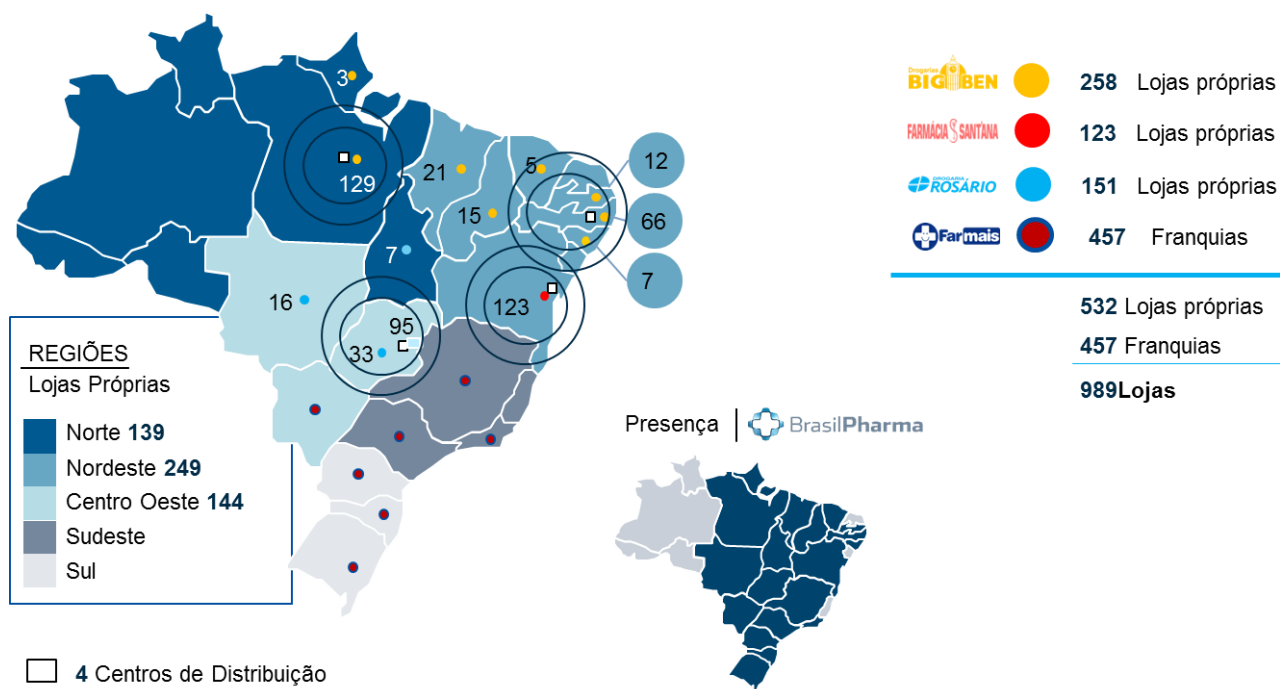 3
129
21
15
5
12
66
7
7
16
95
33
123
REGIÕES
Lojas Próprias
Norte 139
Nordeste 249
Centro Oeste 144
Sudeste
Sul
4 Centros de Distribuição
Drogarias
BIG BEN
258 Lojas próprias
FARMÁCIA SANT'ANA
123 Lojas próprias
DROGARIA
ROSÁRIO
151 Lojas próprias
Farmais
457 Franquias
532 Lojas próprias
457 Franquias
989Lojas
Presença
BrasilPharma